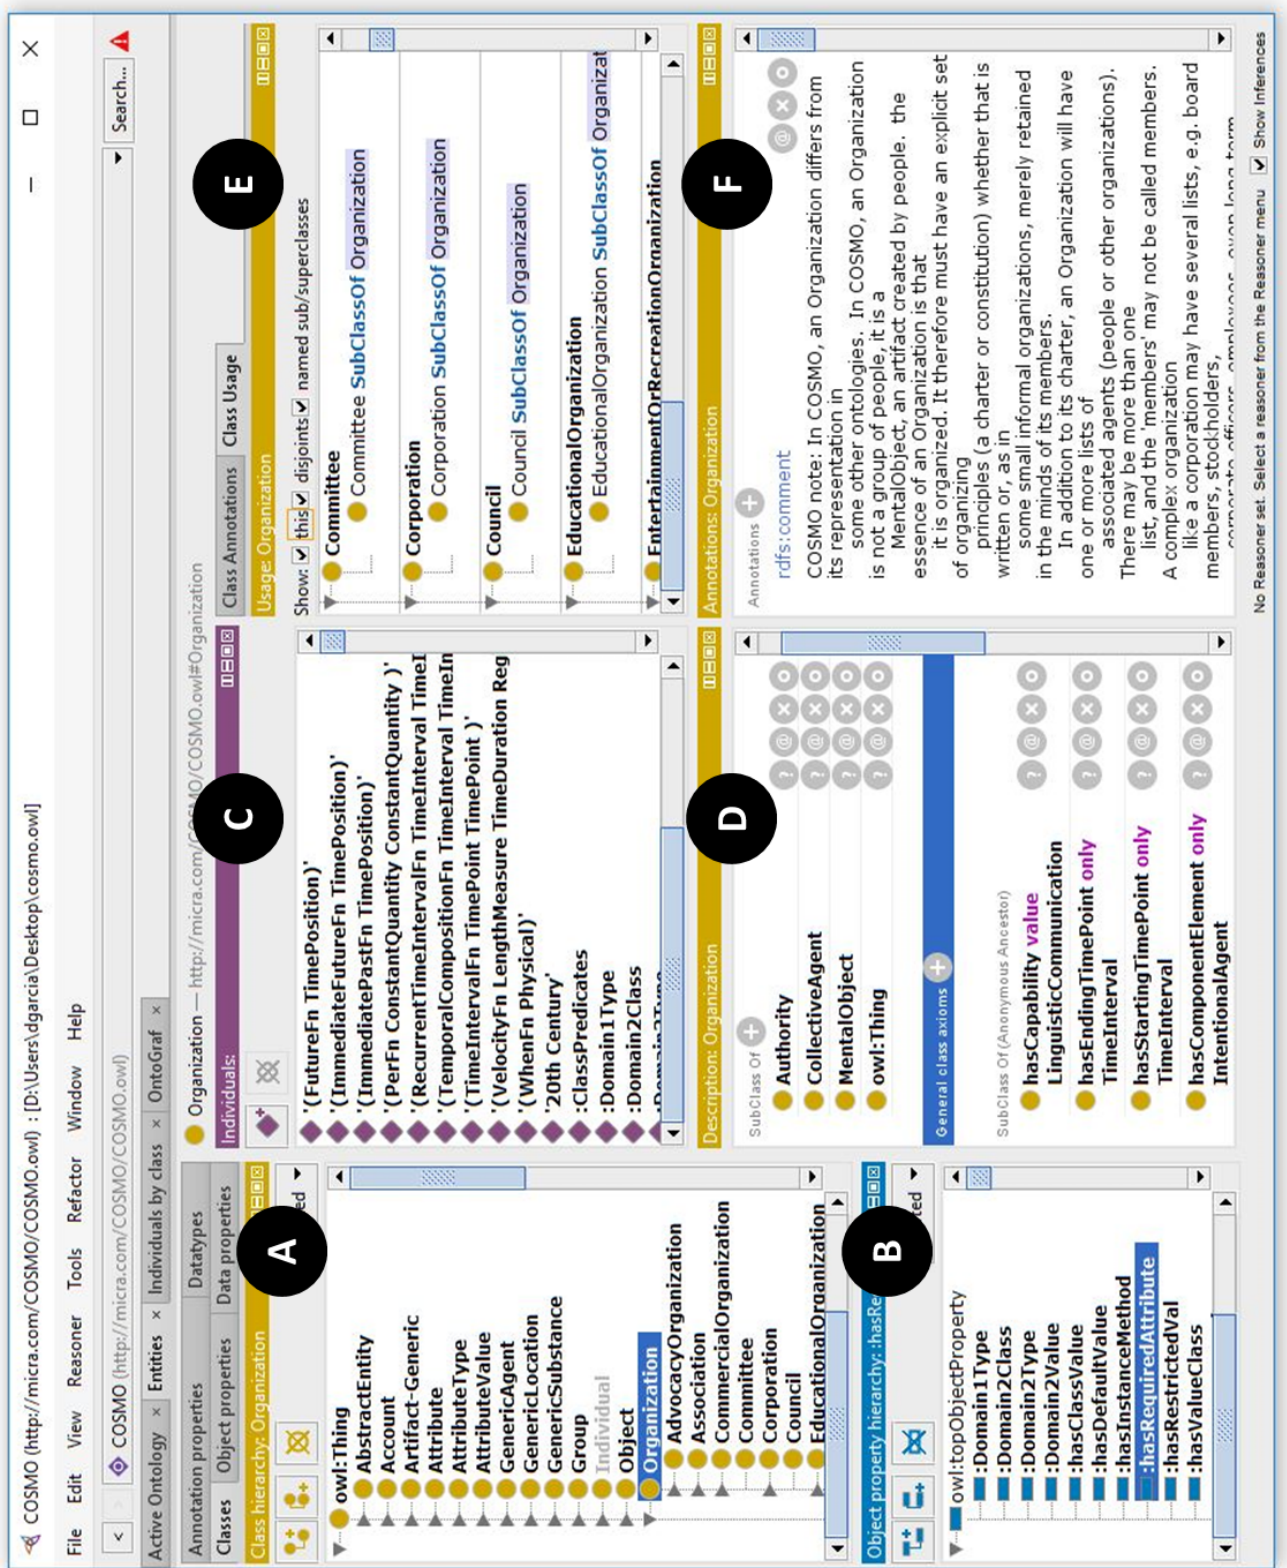 COSMO (http://micra.com/COSMO/COSMO.owl) : [D:\Users\dgarcia\Desktop\cosmo.owl]
File Edit View Reasoner Tools Refactor Window Help
< > COSMO (http://micra.com/COSMO/COSMO.owl) Search...
Active Ontology × Entities × Individuals by class × OntoGraf ×
Annotation properties Datatypes
Classes Object properties Data properties
Class hierarchy: Organization
A
owl:Thing
AbstractEntity
Account
Artifact-Generic
Attribute
AttributeType
AttributeValue
GenericAgent
GenericLocation
GenericSubstance
Group
Individual
Object
Organization
AdvocacyOrganization
Association
CommercialOrganization
Committee
Corporation
Council
EducationalOrganization
Object property hierarchy: :hasRe
B
owl:topObjectProperty
:Domain1Type
:Domain2Class
:Domain2Type
:Domain2Value
:hasClassValue
:hasDefaultValue
:hasInstanceMethod
:hasRequiredAttribute
:hasRestrictedVal
:hasValueClass
Organization — http://micra.com/COSMO/COSMO.owl#Organization
Individuals:
C
'(FutureFn TimePosition)'
'(ImmediateFutureFn TimePosition)'
'(ImmediatePastFn TimePosition)'
'(PerFn ConstantQuantity ConstantQuantity )'
'(RecurrentTimeIntervalFn TimeInterval TimeI
'(TemporalCompositionFn TimeInterval TimeIn
'(TimeIntervalFn TimePoint TimePoint )'
'(VelocityFn LengthMeasure TimeDuration Reg
'(WhenFn Physical)'
'20th Century'
:ClassPredicates
:Domain1Type
:Domain2Class
:Domain2Type
Description: Organization
D
SubClass Of
Authority
CollectiveAgent
MentalObject
owl:Thing
General class axioms
SubClass Of (Anonymous Ancestor)
hasCapability value
LinguisticCommunication
hasEndingTimePoint only
TimeInterval
hasStartingTimePoint only
TimeInterval
hasComponentElement only
IntentionalAgent
Class Annotations Class Usage
Usage: Organization
E
Show: this disjoints named sub/superclasses
Committee
Committee SubClassOf Organization
Corporation
Corporation SubClassOf Organization
Council
Council SubClassOf Organization
EducationalOrganization
EducationalOrganization SubClassOf Organizat
EntertainmentOrRecreationOrganization
Annotations: Organization
F
Annotations
rdfs:comment
COSMO note: In COSMO, an Organization differs from
its representation in
some other ontologies. In COSMO, an Organization
is not a group of people, it is a
MentalObject, an artifact created by people. the
essence of an Organization is that
it is organized. It therefore must have an explicit set
of organizing
principles (a charter or constitution) whether that is
written or, as in
some small informal organizations, merely retained
in the minds of its members.
In addition to its charter, an Organization will have
one or more lists of
associated agents (people or other organizations).
There may be more than one
list, and the 'members' may not be called members.
A complex organization
like a corporation may have several lists, e.g. board
members, stockholders,
corporate officers, employees, even long term
No Reasoner set. Select a reasoner from the Reasoner menu Show Inferences